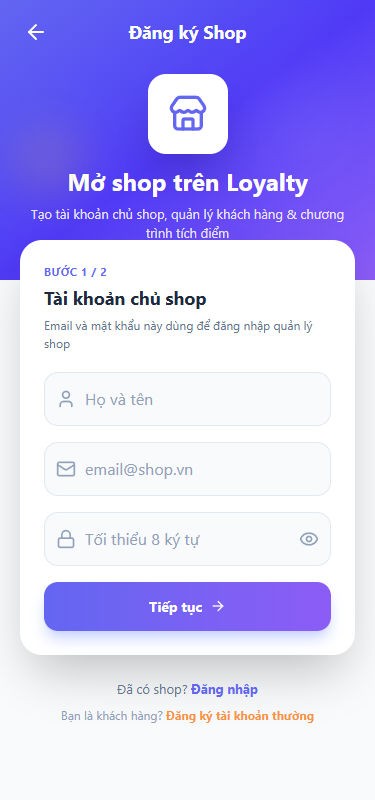 Đăng ký Shop
Mở shop trên Loyalty
Tạo tài khoản chủ shop, quản lý khách hàng & chương
trình tích điểm
BƯỚC 1 / 2
Tài khoản chủ shop
Email và mật khẩu này dùng để đăng nhập quản lý
shop
Họ và tên
email@shop.vn
Tối thiểu 8 ký tự
Tiếp tục →
Đã có shop? Đăng nhập
Bạn là khách hàng? Đăng ký tài khoản thường